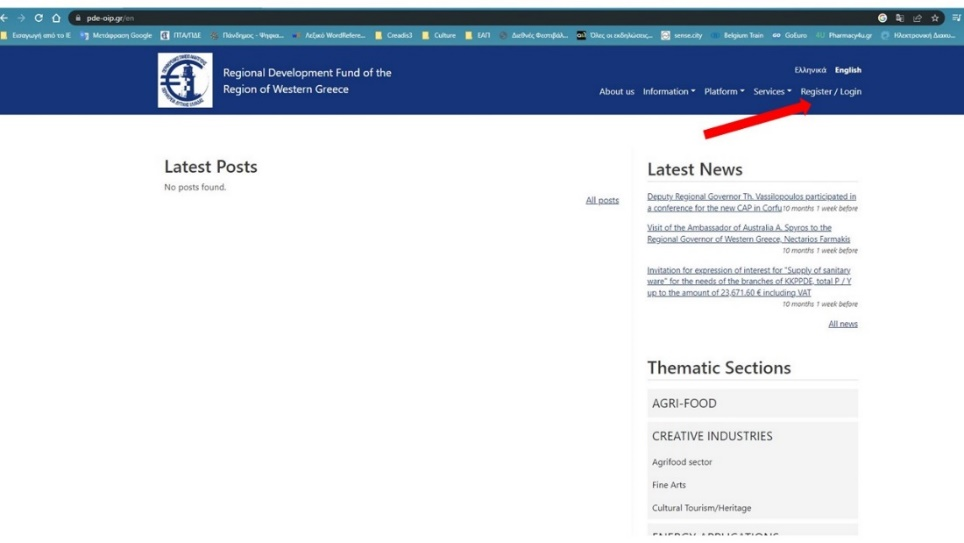 pde-oip.gr/en
Εισαγωγή από το IE Μετάφραση Google ΠΤΑ/ΠΔΕ Πάνδημος - Ψηφια... Λεξικό WordRefere... Creadis3 Culture ΕΑΠ Διεθνές Φεστιβάλ... Όλες οι εκδηλώσεις... sense.city Belgium Train GoEuro Pharmacy4u.gr
Regional Development Fund of the
Region of Western Greece
Ελληνικά English
About us Information Platform Services Register / Login
Latest Posts
No posts found.
All posts
Latest News
Deputy Regional Governor Th. Vassilopoulos participated in
a conference for the new CAP in Corfu 10 months 1 week before
Visit of the Ambassador of Australia A. Spyros to the
Regional Governor of Western Greece, Nectarios Farmakis
10 months 1 week before
Invitation for expression of interest for "Supply of sanitary
ware" for the needs of the branches of KKPPDE, total P / Y
up to the amount of 23,671.60 € including VAT
10 months 1 week before
All news
Thematic Sections
AGRI-FOOD
CREATIVE INDUSTRIES
Agrifood sector
Fine Arts
Cultural Tourism/Heritage
ENERGY APPLICATIONS